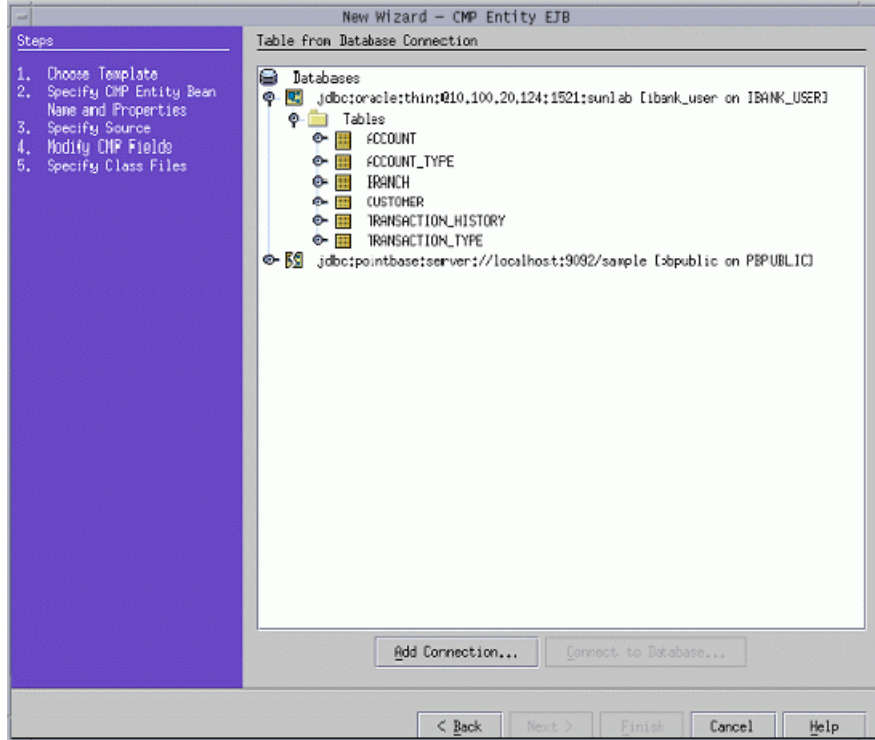 New Wizard - CMP Entity EJB
Steps
1. Choose Template
2. Specify CMP Entity Bean
Name and Properties
3. Specify Source
4. Modify CMP Fields
5. Specify Class Files
Table from Database Connection
Databases
jdbc:oracle:thin:@10.100.20.124:1521:sunlab [ibank_user on IBANK_USER]
Tables
ACCOUNT
ACCOUNT_TYPE
BRANCH
CUSTOMER
TRANSACTION_HISTORY
TRANSACTION_TYPE
jdbc:pointbase:server://localhost:9092/sample [pbpublic on PBPUBLIC]
Add Connection...
Connect to Database...
< Back
Next >
Finish
Cancel
Help